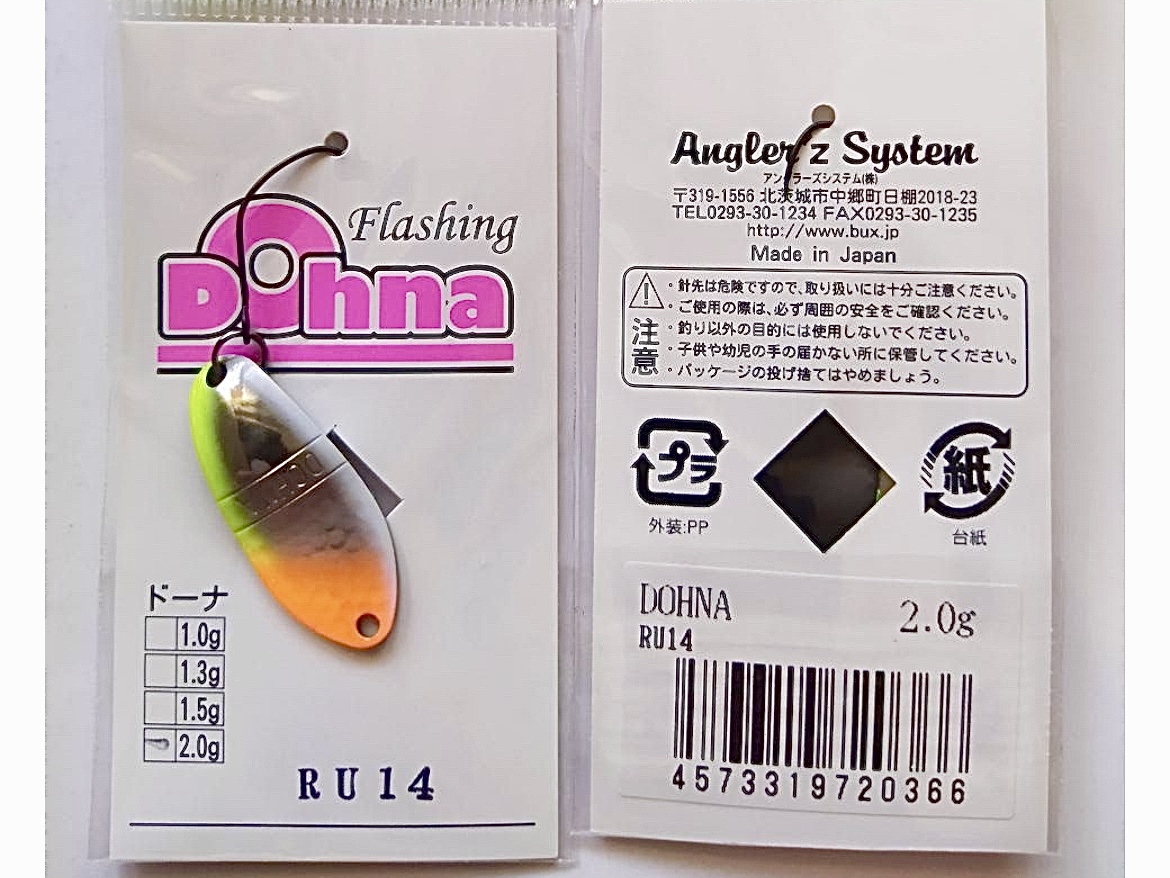 Flashing
Dohna
ドーナ
1.0g
1.3g
1.5g
2.0g
RU14
Angler'z System
アングラーズシステム(株)
〒319-1556 北茨城市中郷町日棚2018-23
TEL0293-30-1234 FAX0293-30-1235
http://www.bux.jp
Made in Japan
注意
・針先は危険ですので、取り扱いには十分ご注意ください。
・ご使用の際は、必ず周囲の安全をご確認ください。
・釣り以外の目的には使用しないでください。
・子供や幼児の手の届かない所に保管してください。
・パッケージの投げ捨てはやめましょう。
プラ
外装:PP
紙
台紙
DOHNA 2.0g
RU14
4573319720366